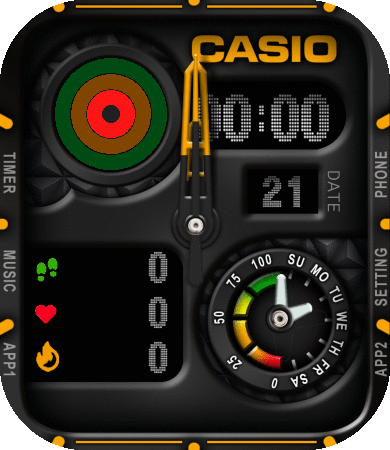 CASIO
00:00
21
DATE
TIMER
MUSIC
APP1
PHONE
SETTING
APP2
0
0
0
100
75
50
25
0
SU MO TU WE TH FR SA